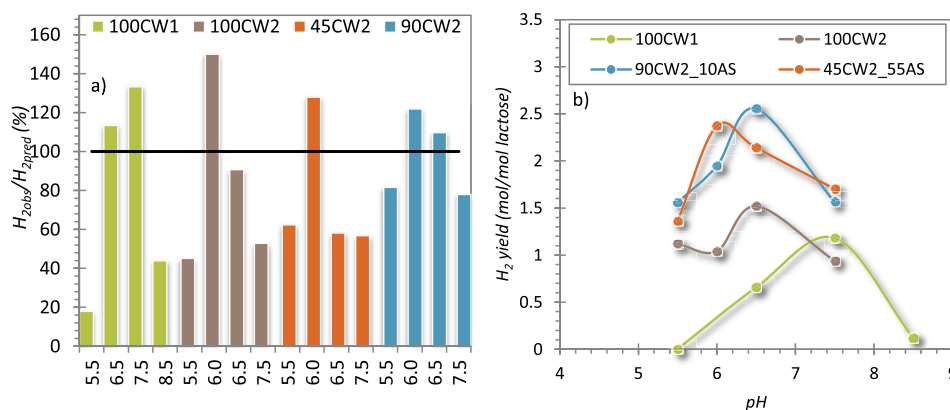 100CW1 100CW2 45CW2 90CW2
a)
H2obs/H2pred (%)
160
140
120
100
80
60
40
20
0
5.5 6.5 7.5 8.5 5.5 6.0 6.5 7.5 5.5 6.0 6.5 7.5 5.5 6.0 6.5 7.5
100CW1 100CW2
90CW2_10AS 45CW2_55AS
b)
H2 yield (mol/mol lactose)
3.5
3
2.5
2
1.5
1
0.5
0
4 5 6 7 8 9
pH